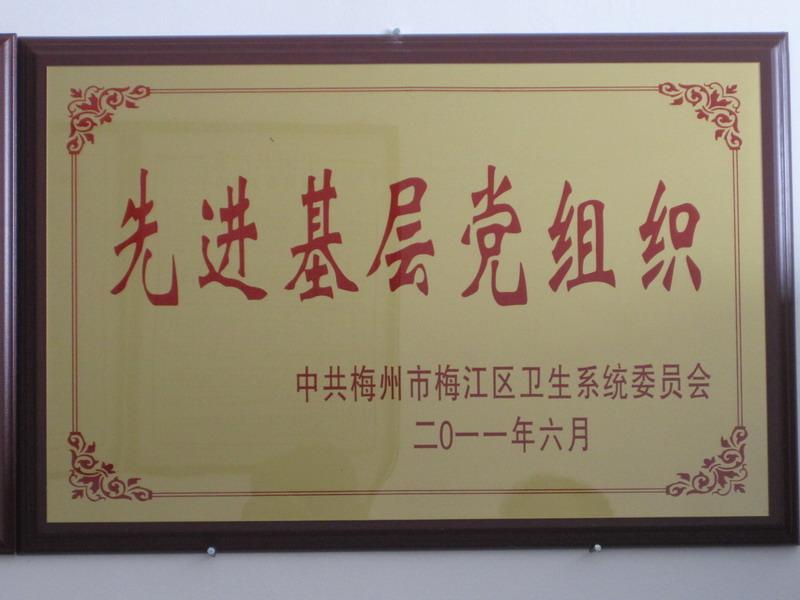 先进基层党组织
中共梅州市梅江区卫生系统委员会
二0一一年六月